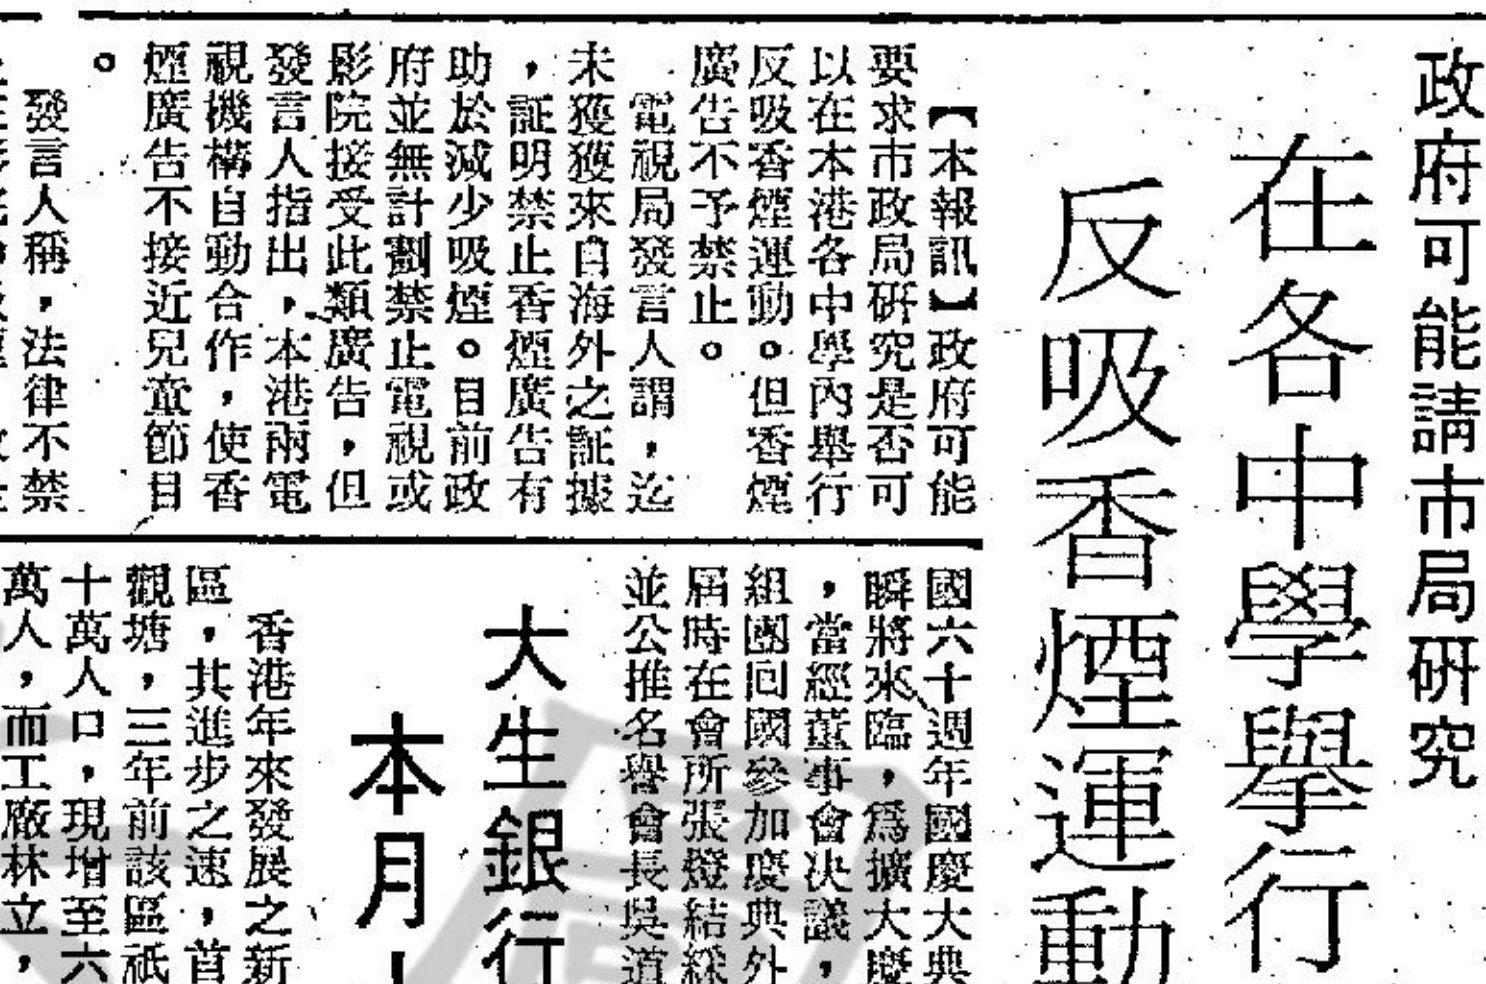 政府可能請市局研究
在各中學舉行
反吸香煙運動
【本報訊】政府可能
要求市政局研究是否可
以在本港各中學內舉行
反吸香煙運動。但香煙
廣告不予禁止。
電視局發言人謂，迄
未獲獲來自海外之証據
，証明禁止香煙廣告有
助於減少吸煙。目前政
府並無計劃禁止電視或
影院接受此類廣告，但
發言人指出，本港兩電
視機構自動合作，使香
煙廣告不接近兒童節目
。
發言人稱，法律不禁
國六十週年國慶大典
瞬將來臨，為擴大慶
，當經董事會決議，
組團回國參加慶典外
屆時在會所張燈結綵
並公推名譽會長吳道
大生銀行
本月
香港年來發展之新
區，其進步之速，首
觀塘，三年前該區祇
十萬人口，現增至六
萬人，而工廠林立，